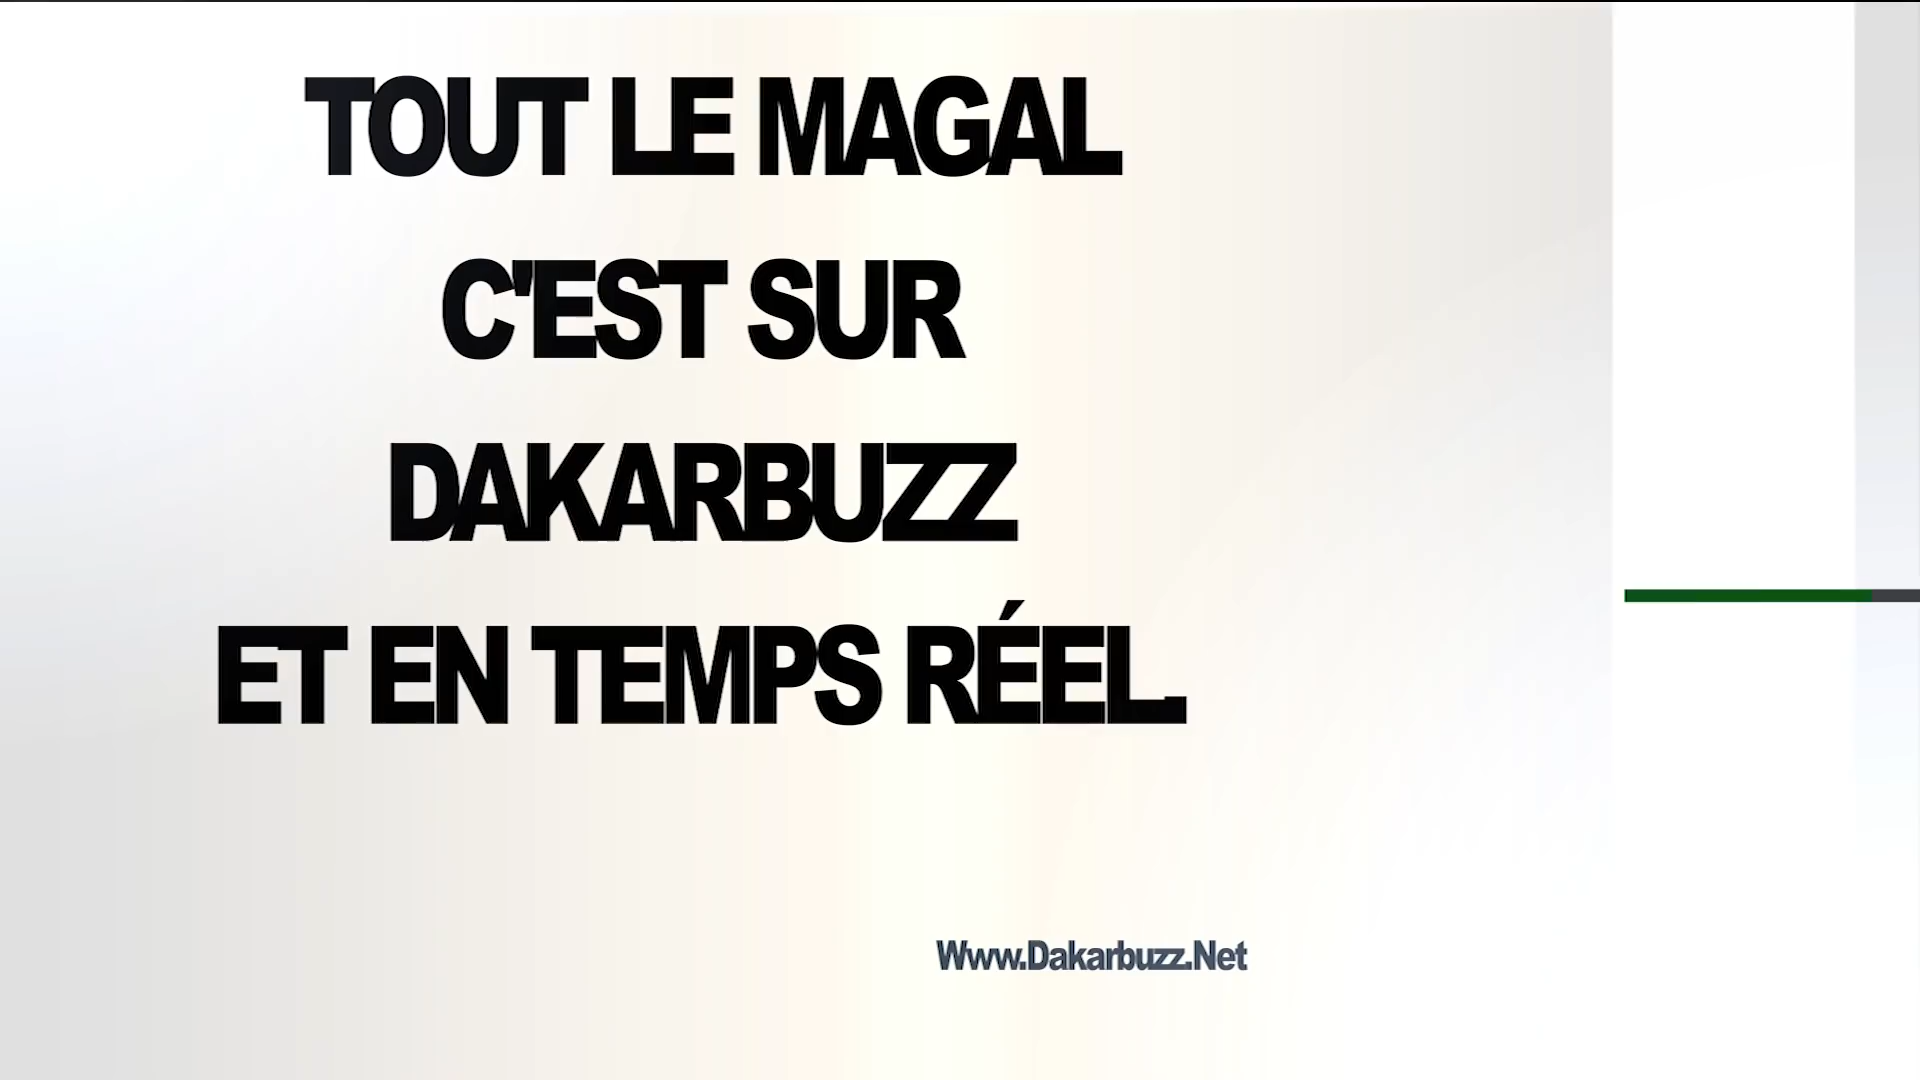 TOUT LE MAGAL
C'EST SUR
DAKARBUZZ
ET EN TEMPS RÉEL.
Www.Dakarbuzz.Net